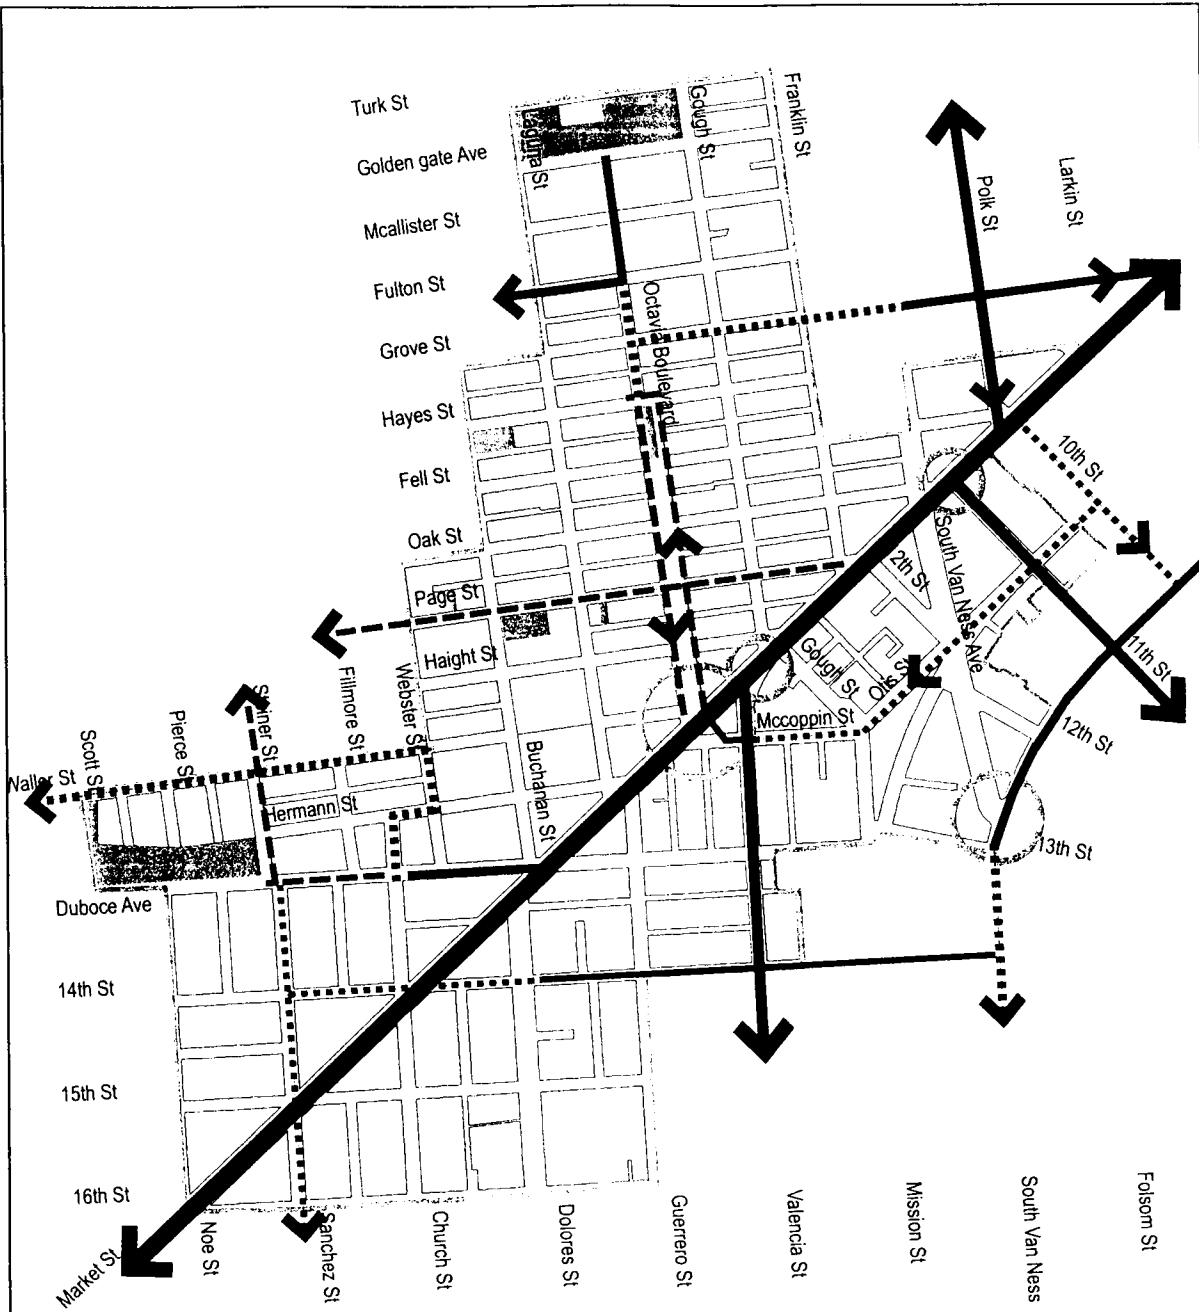 Turk St
Golden gate Ave
Mcallister St
Fulton St
Grove St
Hayes St
Fell St
Oak St
Page St
Haight St
Laguna St
Gough St
Franklin St
Octavia Boulevard
Polk St
Larkin St
10th St
2th St
South Van Ness Ave
11th St
12th St
13th St
Gough St
Otis St
Mccoppin St
Scott St
Pierce St
Steiner St
Fillmore St
Webster St
Buchanan St
Waller St
Hermann St
Duboce Ave
14th St
15th St
16th St
Market St
Noe St
Sanchez St
Church St
Dolores St
Guerrero St
Valencia St
Mission St
South Van Ness
Folsom St